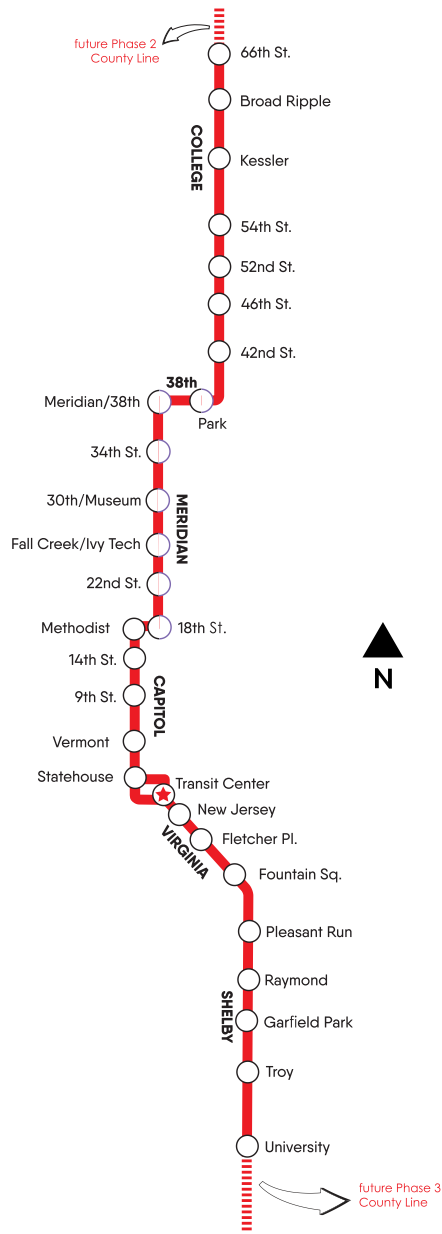 future Phase 2
County Line
66th St.
Broad Ripple
COLLEGE
Kessler
54th St.
52nd St.
46th St.
42nd St.
38th
Meridian/38th
Park
34th St.
30th/Museum
MERIDIAN
Fall Creek/Ivy Tech
22nd St.
Methodist
18th St.
14th St.
N
9th St.
CAPITOL
Vermont
Statehouse
Transit Center
New Jersey
VIRGINIA
Fletcher Pl.
Fountain Sq.
Pleasant Run
Raymond
SHELBY
Garfield Park
Troy
University
future Phase 3
County Line